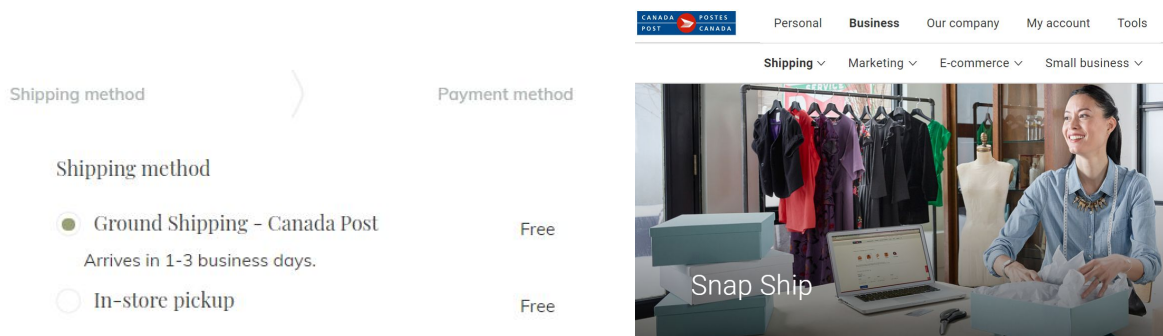 Shipping method
Payment method
Shipping method
Ground Shipping - Canada Post Free
Arrives in 1-3 business days.
In-store pickup Free
CANADA POSTES
POST CANADA
Personal Business Our company My account Tools
Shipping Marketing E-commerce Small business
Snap Ship